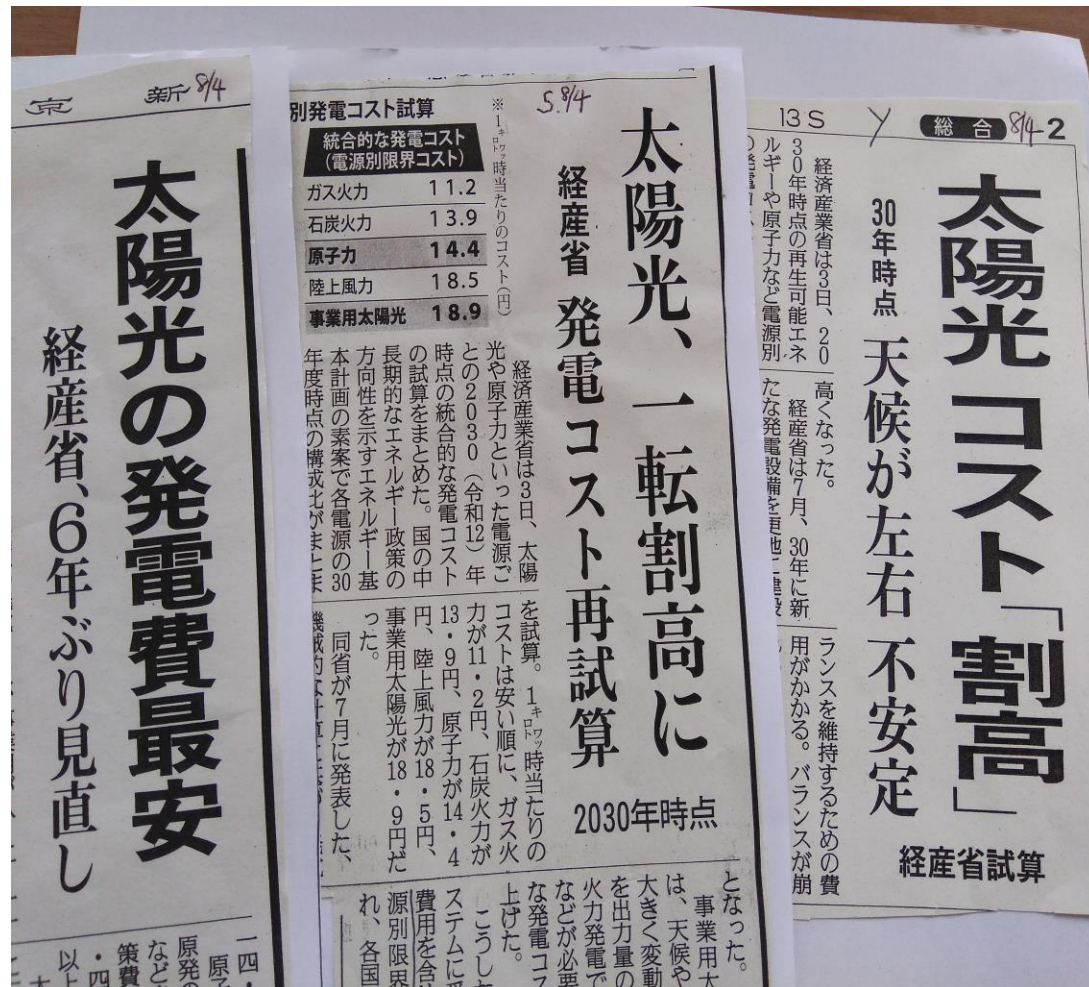 13S
Y
総合
8/4
2
太陽光コスト「割高」
30年時点 天候が左右 不安定
経産省試算
経済産業省は3日、20
30年時点の再生可能エネ
ルギーや原子力など電源別
高くなった。
経産省は7月、30年に新
たな発電設備を更地に建設
ランスを維持するための費
用がかかる。バランスが崩
S.8/4
太陽光、一転割高に
経産省 発電コスト再試算
2030年時点
※1キロワット時当たりのコスト(円)
別発電コスト試算
統合的な発電コスト
(電源別限界コスト)
ガス火力 11.2
石炭火力 13.9
原子力 14.4
陸上風力 18.5
事業用太陽光 18.9
経済産業省は3日、太陽
光や原子力といった電源ご
との2030(令和12)年
時点の統合的な発電コスト
の試算をまとめた。国の中
長期的なエネルギー政策の
方向性を示すエネルギー基
本計画の素案で各電源の30
年度時点の構成比がまとま
を試算。1キロワット時当たりの
コストは安い順に、ガス火
力が11・2円、石炭火力が
13・9円、原子力が14・4
円、陸上風力が18・5円、
事業用太陽光が18・9円だ
った。
同省が7月に発表した、
となった。
事業用太
は、天候や
大きく変動
を出力量の
火力発電で
などが必要
な発電コス
上げた。
こうした
ステムに受
費用を含め
源別限界
れ、各国
京 新
8/4
太陽光の発電費最安
経産省、6年ぶり見直し
一四・
原子
原発の
など
策費
・四
以上